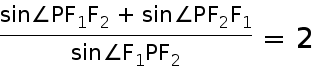 sin∠PF₁F₂ + sin∠PF₂F₁
sin∠F₁PF₂
= 2